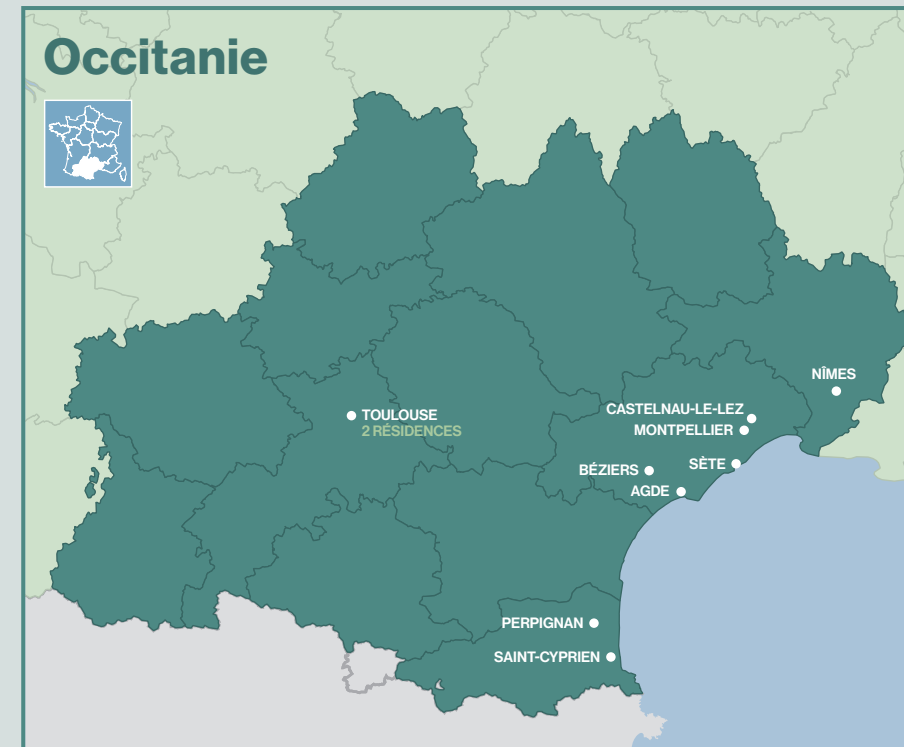 Occitanie
NÎMES
CASTELNAU-LE-LEZ
TOULOUSE
2 RÉSIDENCES
MONTPELLIER
SÈTE
BÉZIERS
AGDE
PERPIGNAN
SAINT-CYPRIEN